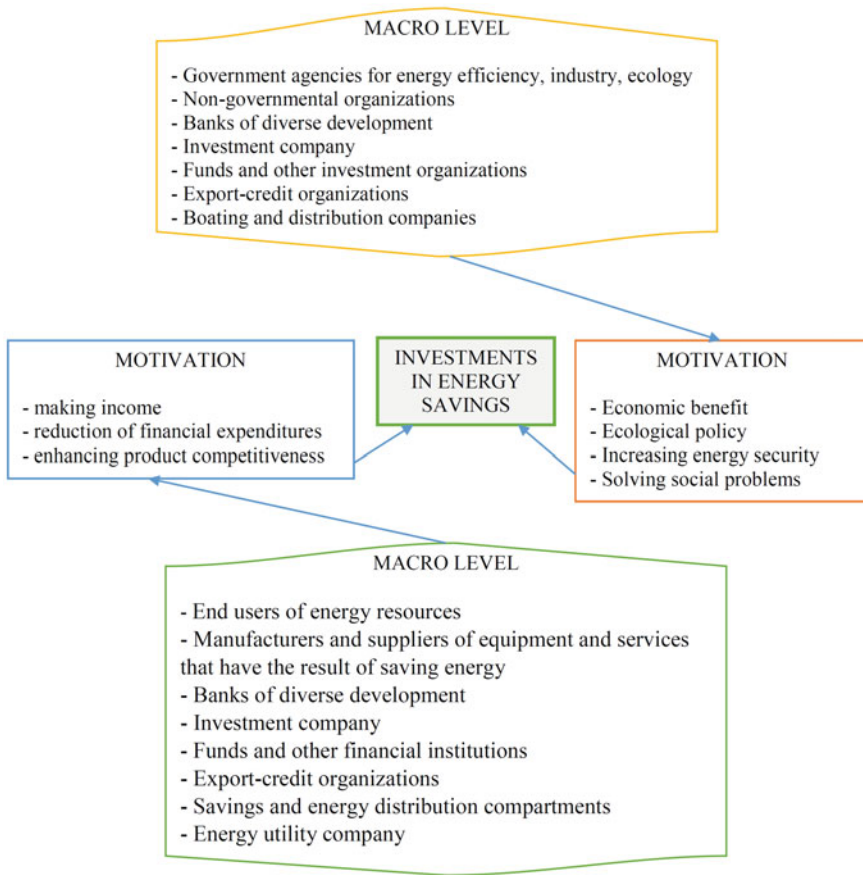 MACRO LEVEL
- Government agencies for energy efficiency, industry, ecology
- Non-governmental organizations
- Banks of diverse development
- Investment company
- Funds and other investment organizations
- Export-credit organizations
- Boating and distribution companies
MOTIVATION
- making income
- reduction of financial expenditures
- enhancing product competitiveness
INVESTMENTS
IN ENERGY
SAVINGS
MOTIVATION
- Economic benefit
- Ecological policy
- Increasing energy security
- Solving social problems
MACRO LEVEL
- End users of energy resources
- Manufacturers and suppliers of equipment and services
that have the result of saving energy
- Banks of diverse development
- Investment company
- Funds and other financial institutions
- Export-credit organizations
- Savings and energy distribution compartments
- Energy utility company